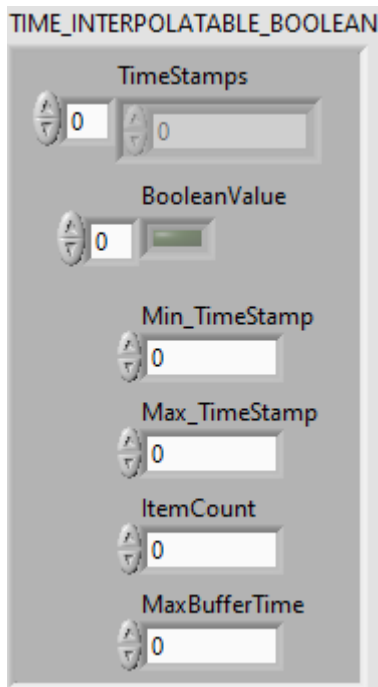 TIME_INTERPOLATABLE_BOOLEAN
TimeStamps
0 0
BooleanValue
0
Min_TimeStamp
0
Max_TimeStamp
0
ItemCount
0
MaxBufferTime
0